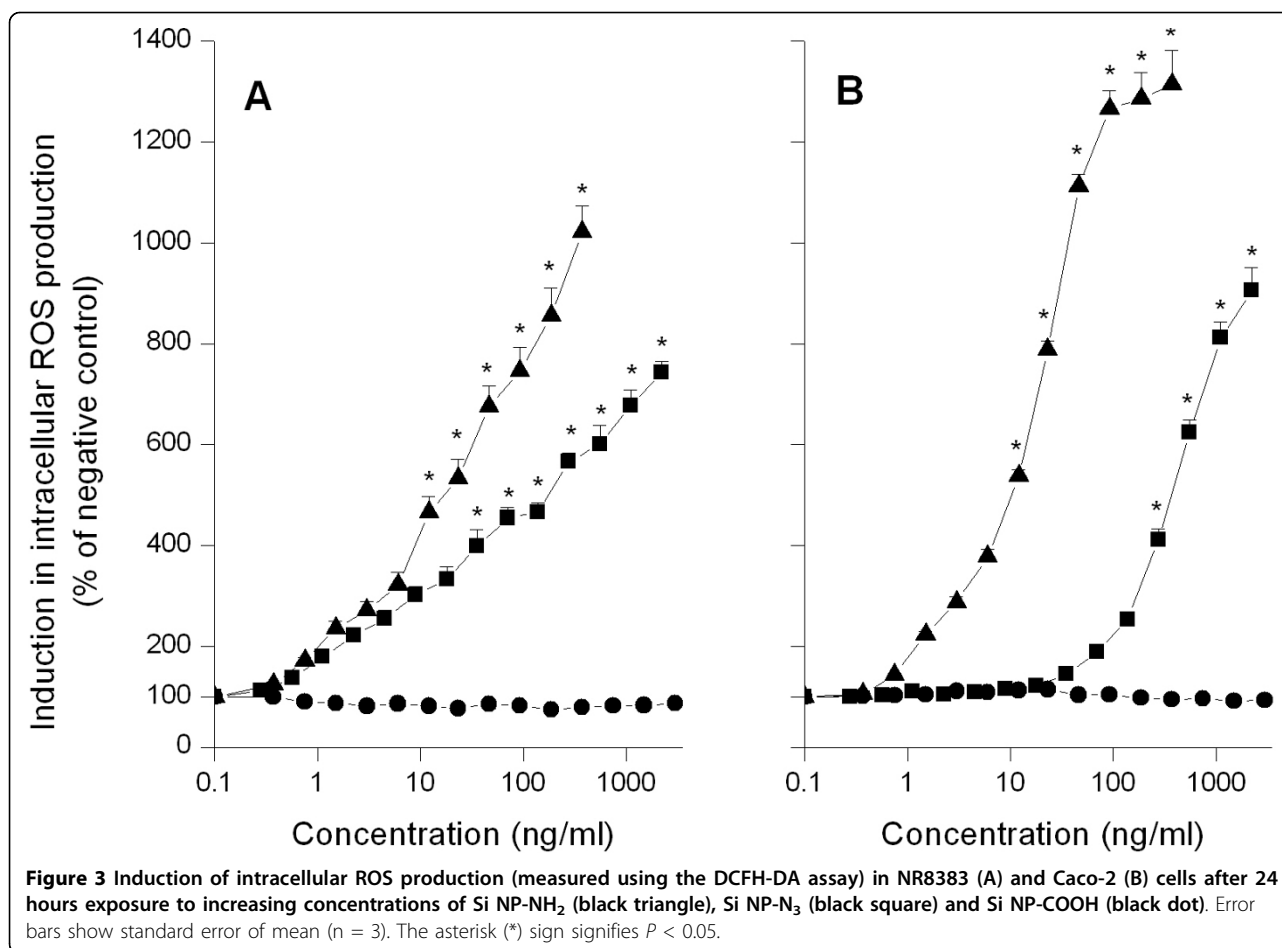 A
B
Induction in intracellular ROS production
(% of negative control)
1400
1200
1000
800
600
400
200
100
0
* * * * * * *
* * * * * * *
* * * * * *
* * * *
0.1 1 10 100 1000
0.1 1 10 100 1000
Concentration (ng/ml)
Concentration (ng/ml)
Figure 3 Induction of intracellular ROS production (measured using the DCFH-DA assay) in NR8383 (A) and Caco-2 (B) cells after 24
hours exposure to increasing concentrations of Si NP-NH₂ (black triangle), Si NP-N₃ (black square) and Si NP-COOH (black dot). Error
bars show standard error of mean (n = 3). The asterisk (*) sign signifies P < 0.05.